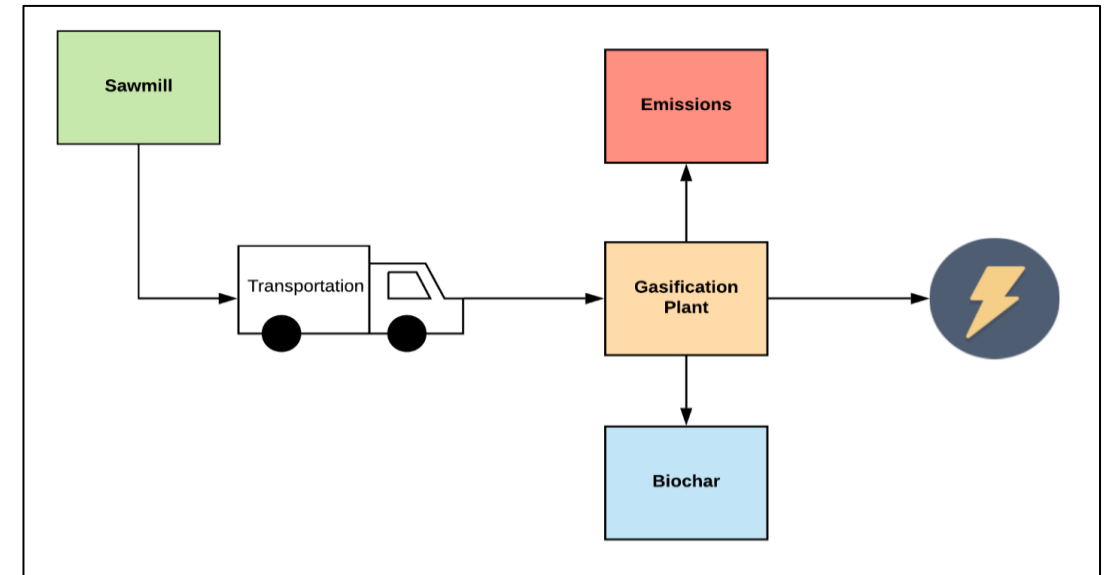 Sawmill
Emissions
Transportation
Gasification
Plant
Biochar